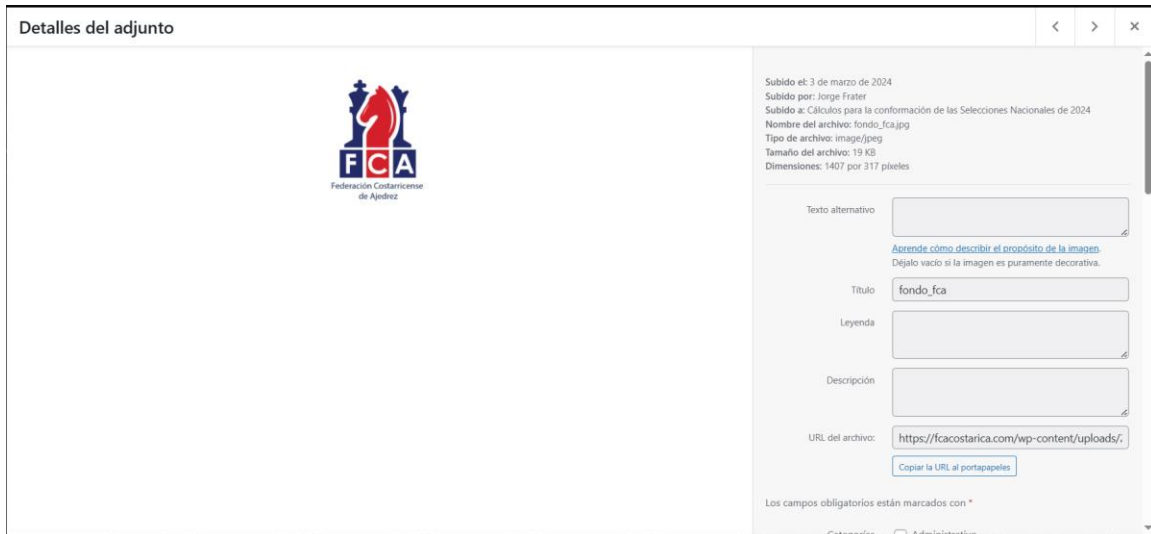 Detalles del adjunto
FCA
Federación Costarricense
de Ajedrez
Subido el: 3 de marzo de 2024
Subido por: Jorge Frater
Subido a: Cálculos para la conformación de las Selecciones Nacionales de 2024
Nombre del archivo: fondo_fca.jpg
Tipo de archivo: image/jpeg
Tamaño del archivo: 19 KB
Dimensiones: 1407 por 317 píxeles
Texto alternativo
Aprende cómo describir el propósito de la imagen.
Déjalo vacío si la imagen es puramente decorativa.
Título fondo_fca
Leyenda
Descripción
URL del archivo: https://fcacostarica.com/wp-content/uploads/
Copiar la URL al portapapeles
Los campos obligatorios están marcados con *
Categorías Administrativo